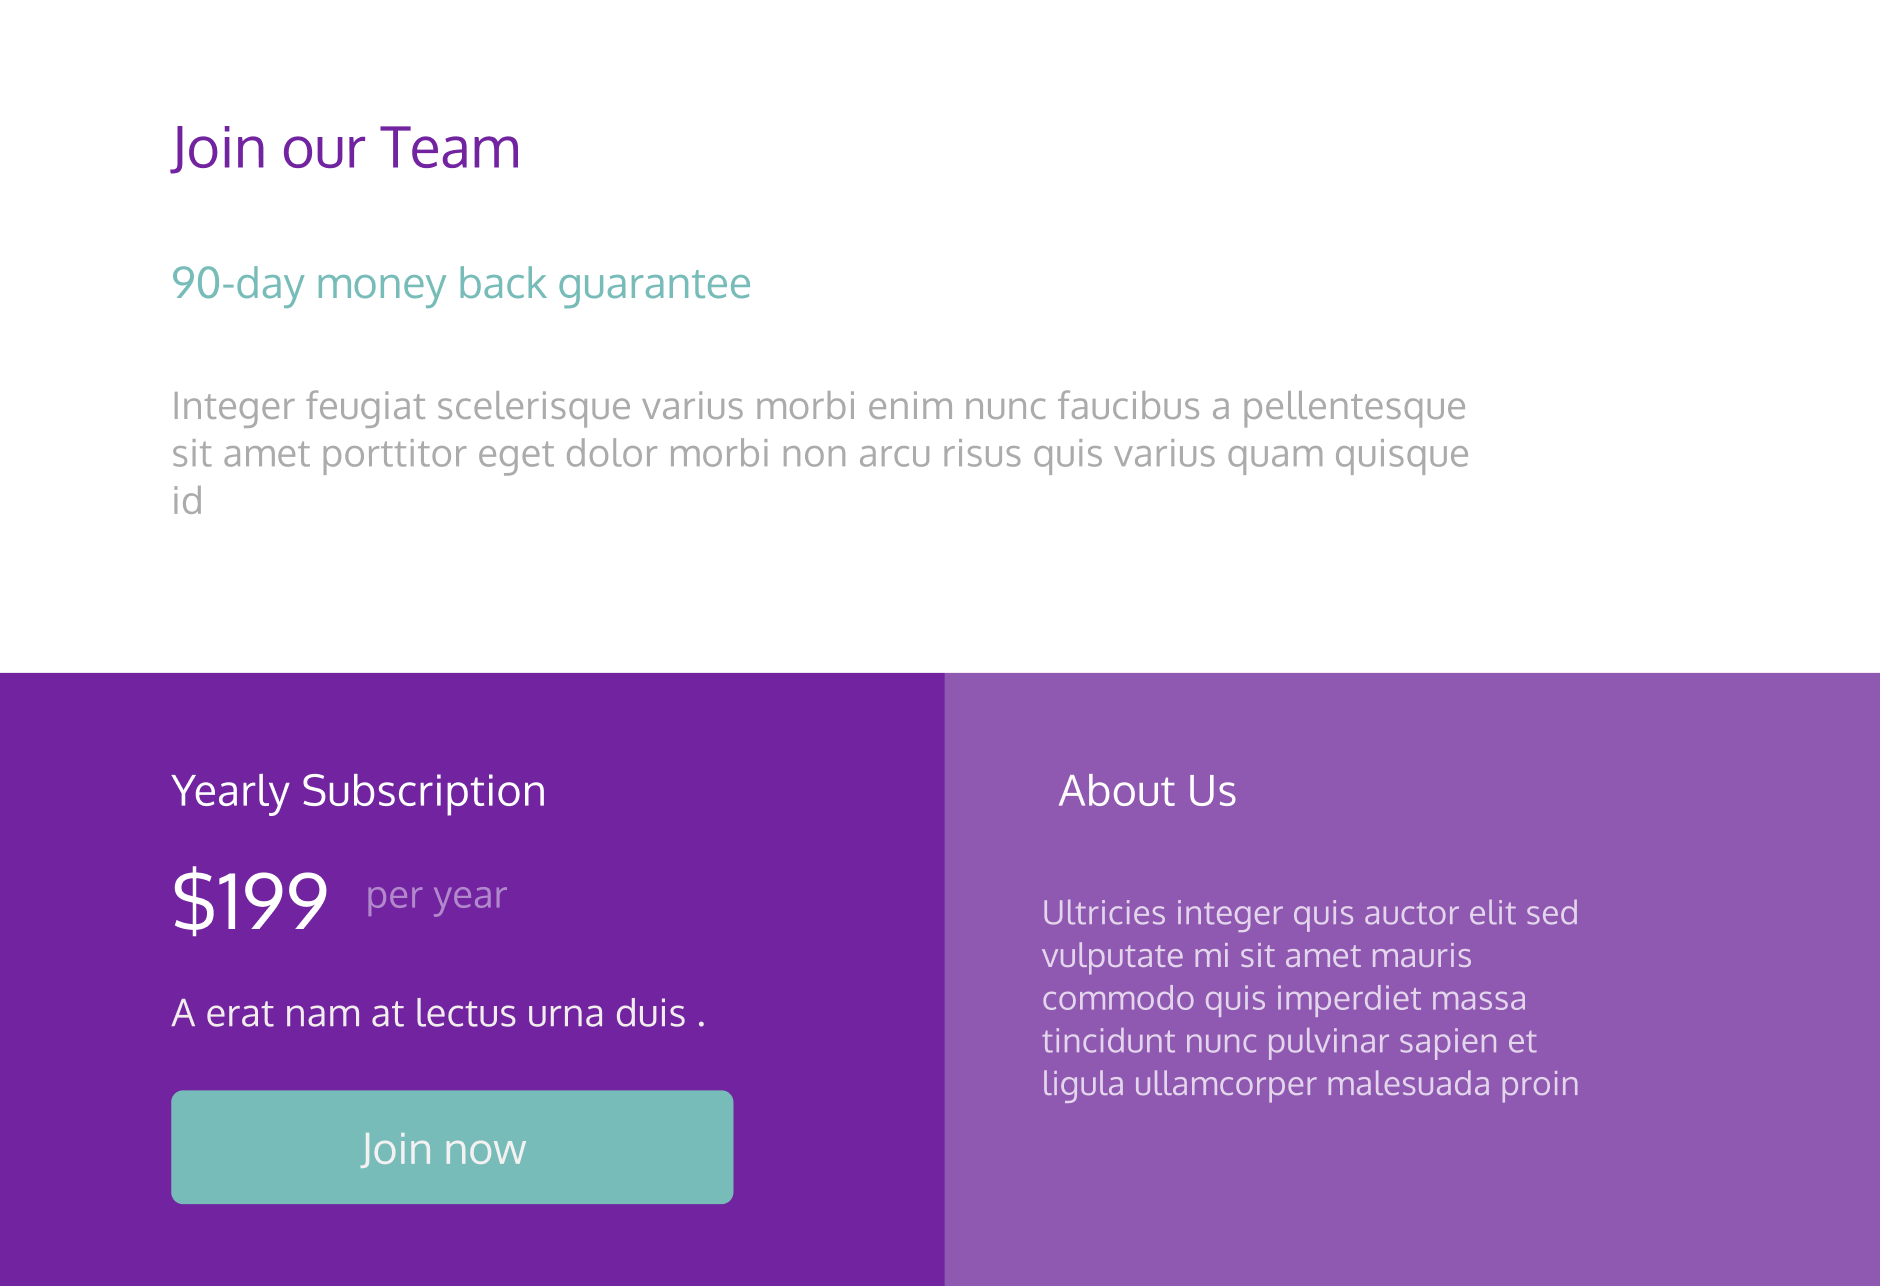 Join our Team
90-day money back guarantee
Integer feugiat scelerisque varius morbi enim nunc faucibus a pellentesque
sit amet porttitor eget dolor morbi non arcu risus quis varius quam quisque
id
Yearly Subscription
$199 per year
A erat nam at lectus urna duis .
Join now
About Us
Ultricies integer quis auctor elit sed
vulputate mi sit amet mauris
commodo quis imperdiet massa
tincidunt nunc pulvinar sapien et
ligula ullamcorper malesuada proin